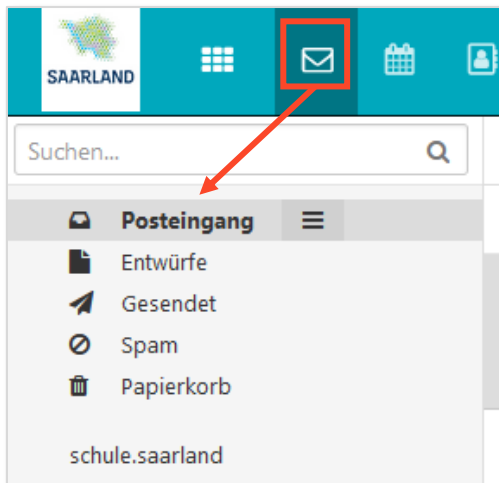 SAARLAND
Suchen...
Posteingang
Entwürfe
Gesendet
Spam
Papierkorb
schule.saarland